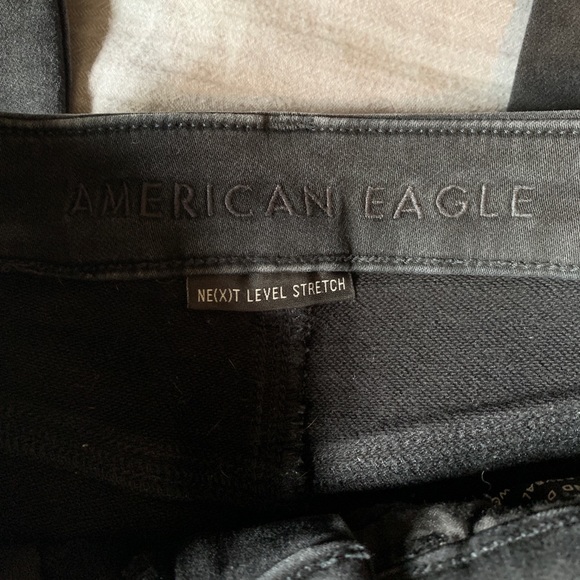 AMERICAN EAGLE
NE(X)T LEVEL STRETCH